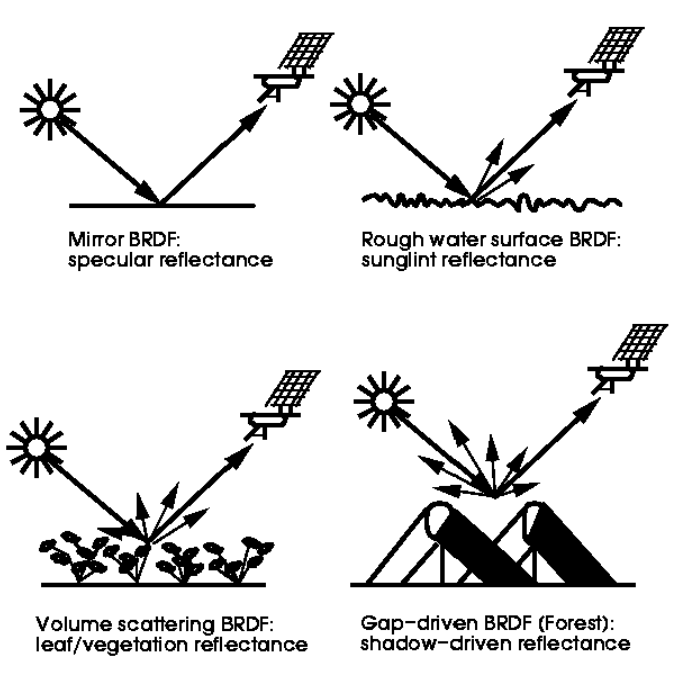 Mirror BRDF:
specular reflectance
Rough water surface BRDF:
sunglint reflectance
Volume scattering BRDF:
leaf/vegetation reflectance
Gap-driven BRDF (Forest):
shadow-driven reflectance